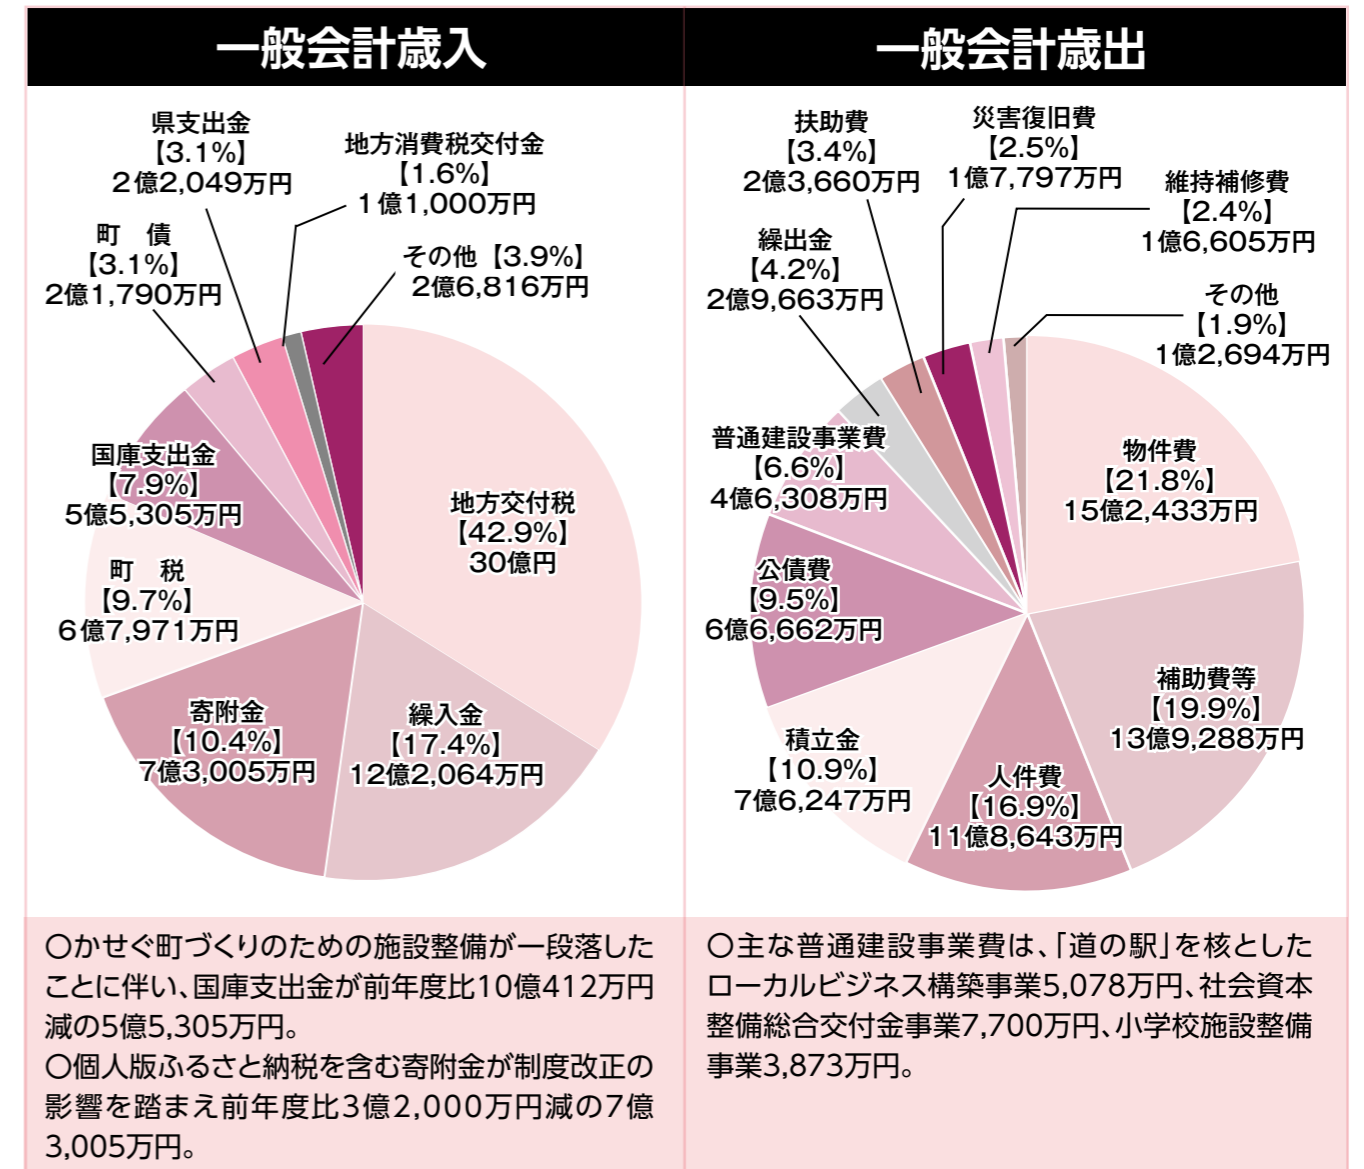 一般会計歳入
県支出金
【3.1%】
2億2,049万円
地方消費税交付金
【1.6%】
1億1,000万円
町　債
【3.1%】
2億1,790万円
その他【3.9%】
2億6,816万円
国庫支出金
【7.9%】
5億5,305万円
地方交付税
【42.9%】
30億円
町　税
【9.7%】
6億7,971万円
寄附金
【10.4%】
7億3,005万円
繰入金
【17.4%】
12億2,064万円
〇かせぐ町づくりのための施設整備が一段落した
ことに伴い、国庫支出金が前年度比10億412万円
減の5億5,305万円。
〇個人版ふるさと納税を含む寄附金が制度改正の
影響を踏まえ前年度比3億2,000万円減の7億
3,005万円。
一般会計歳出
扶助費
【3.4%】
2億3,660万円
災害復旧費
【2.5%】
1億7,797万円
維持補修費
【2.4%】
1億6,605万円
繰出金
【4.2%】
2億9,663万円
その他
【1.9%】
1億2,694万円
普通建設事業費
【6.6%】
4億6,308万円
物件費
【21.8%】
15億2,433万円
公債費
【9.5%】
6億6,662万円
補助費等
【19.9%】
13億9,288万円
積立金
【10.9%】
7億6,247万円
人件費
【16.9%】
11億8,643万円
〇主な普通建設事業費は、「道の駅」を核とした
ローカルビジネス構築事業5,078万円、社会資本
整備総合交付金事業7,700万円、小学校施設整備
事業3,873万円。